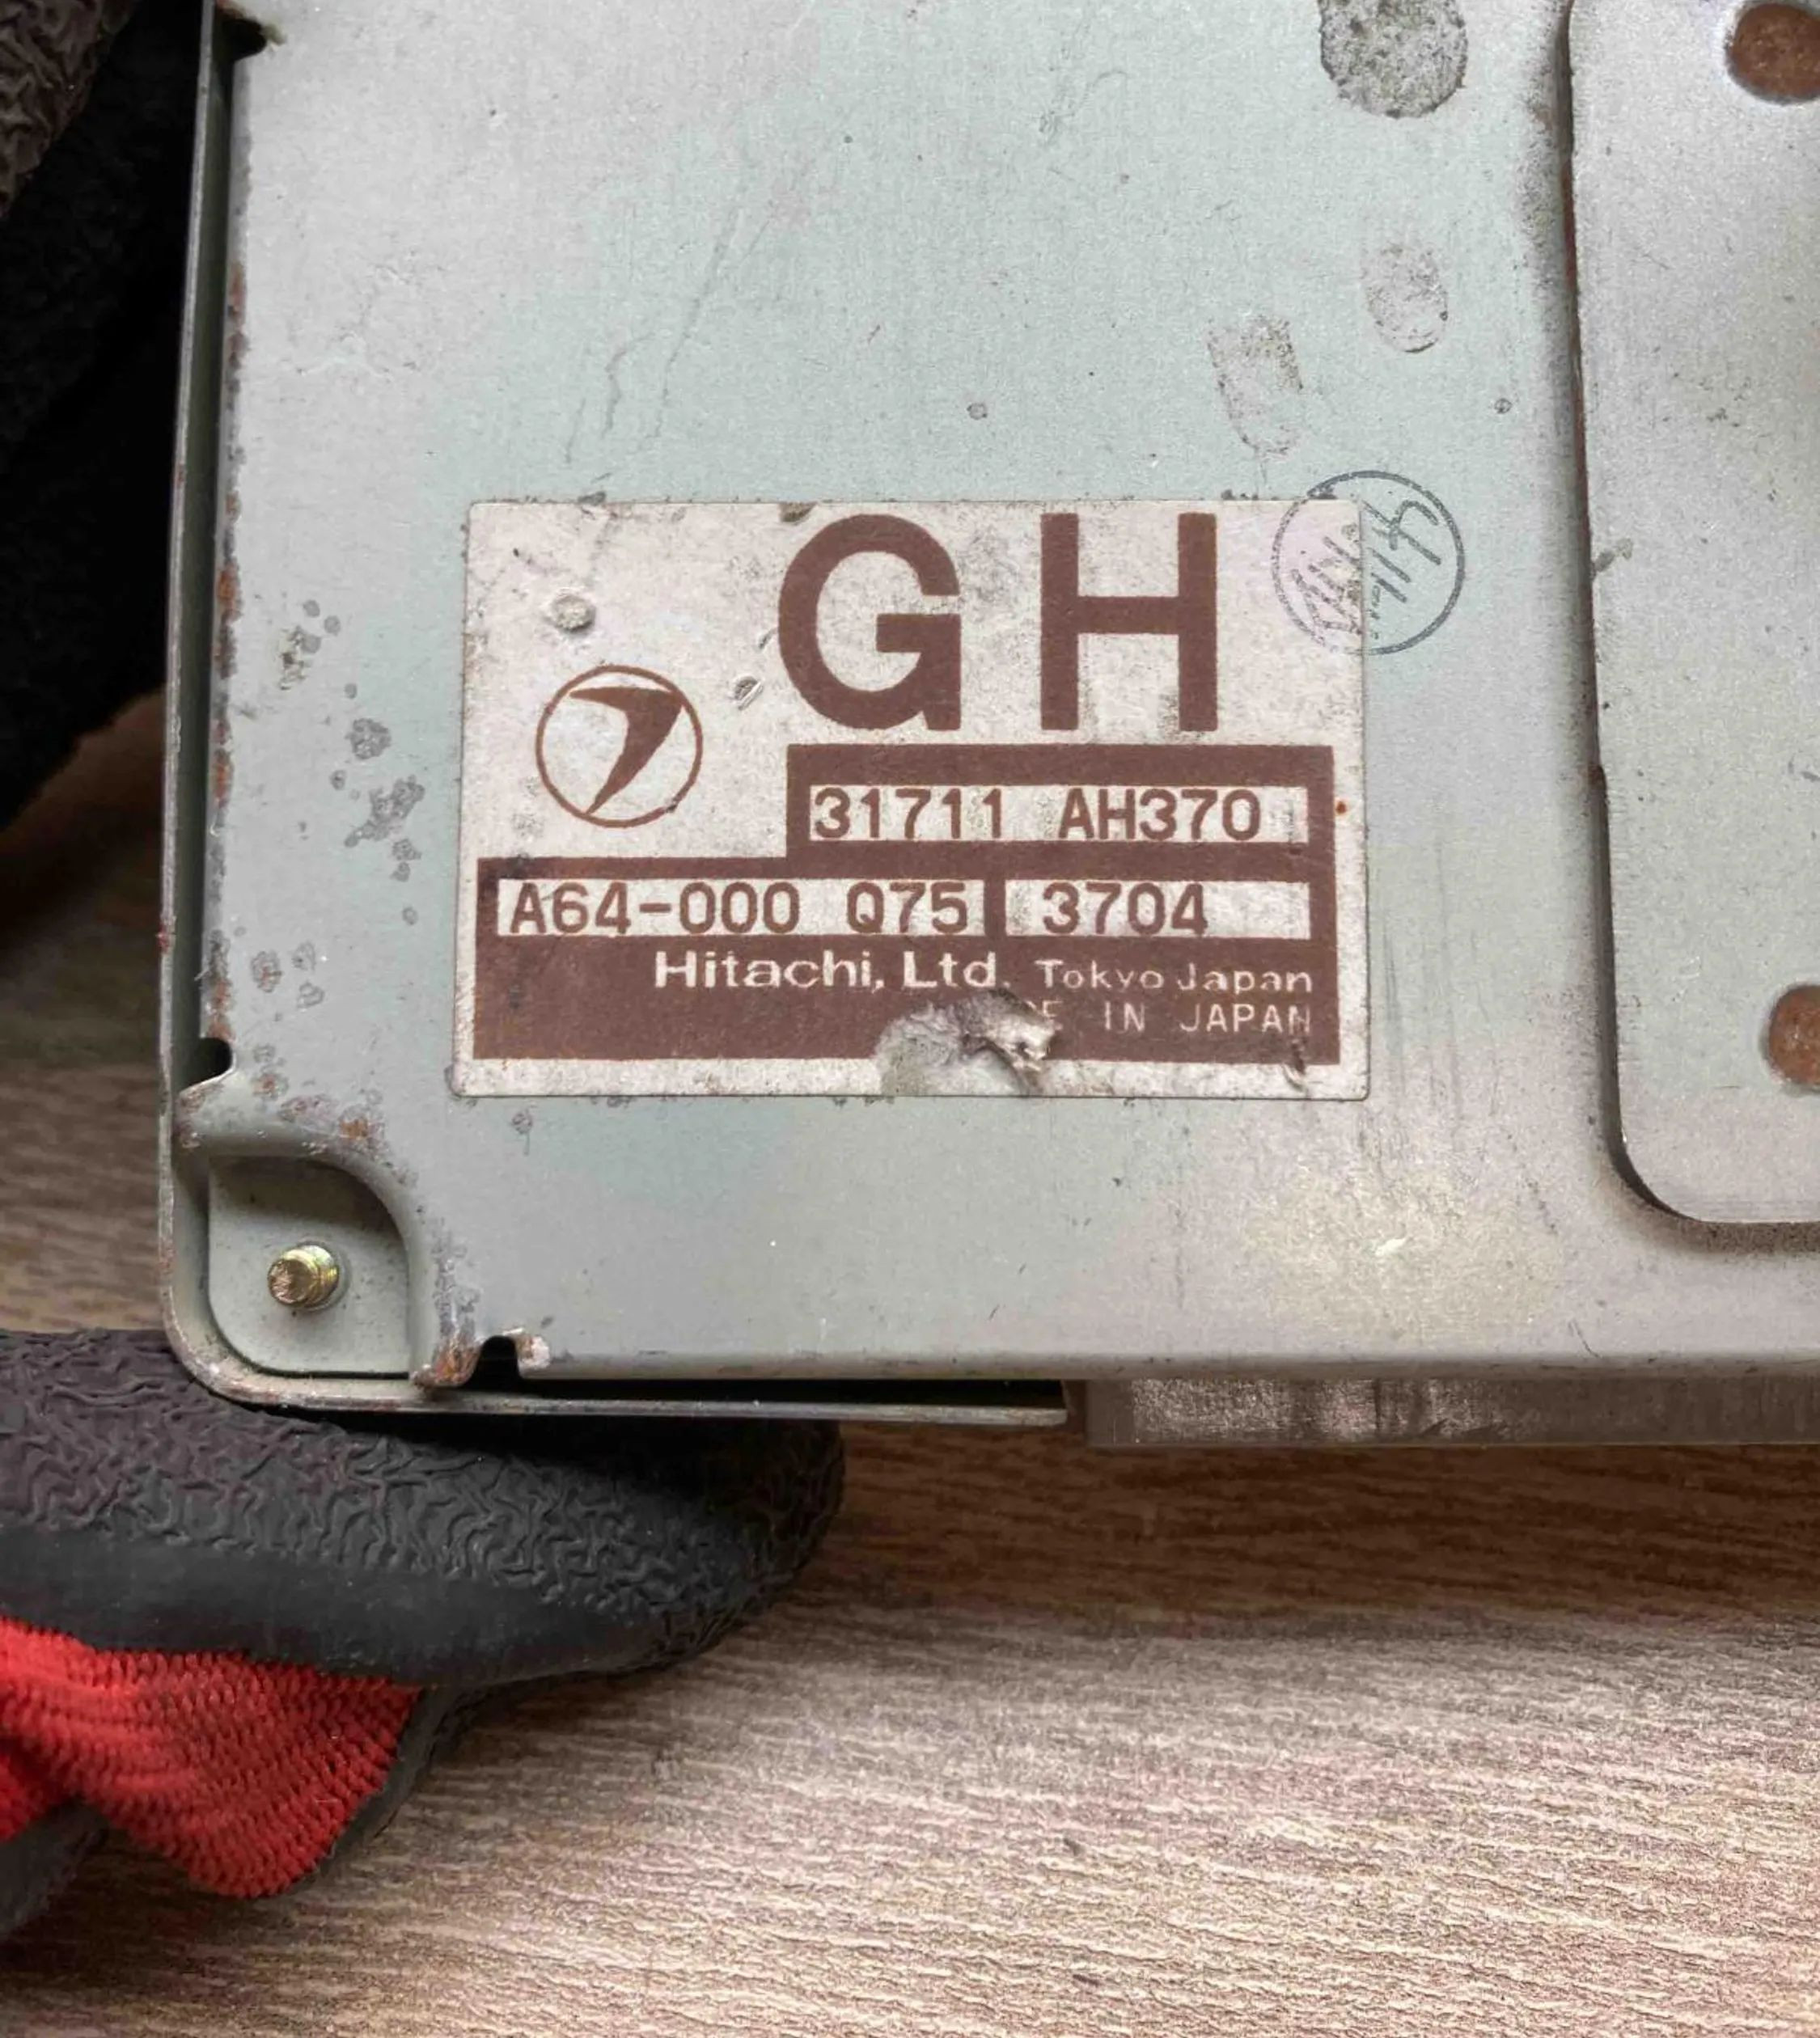 GH
31711 AH370
A64-000 Q75 3704
Hitachi, Ltd. Tokyo Japan
IN JAPAN